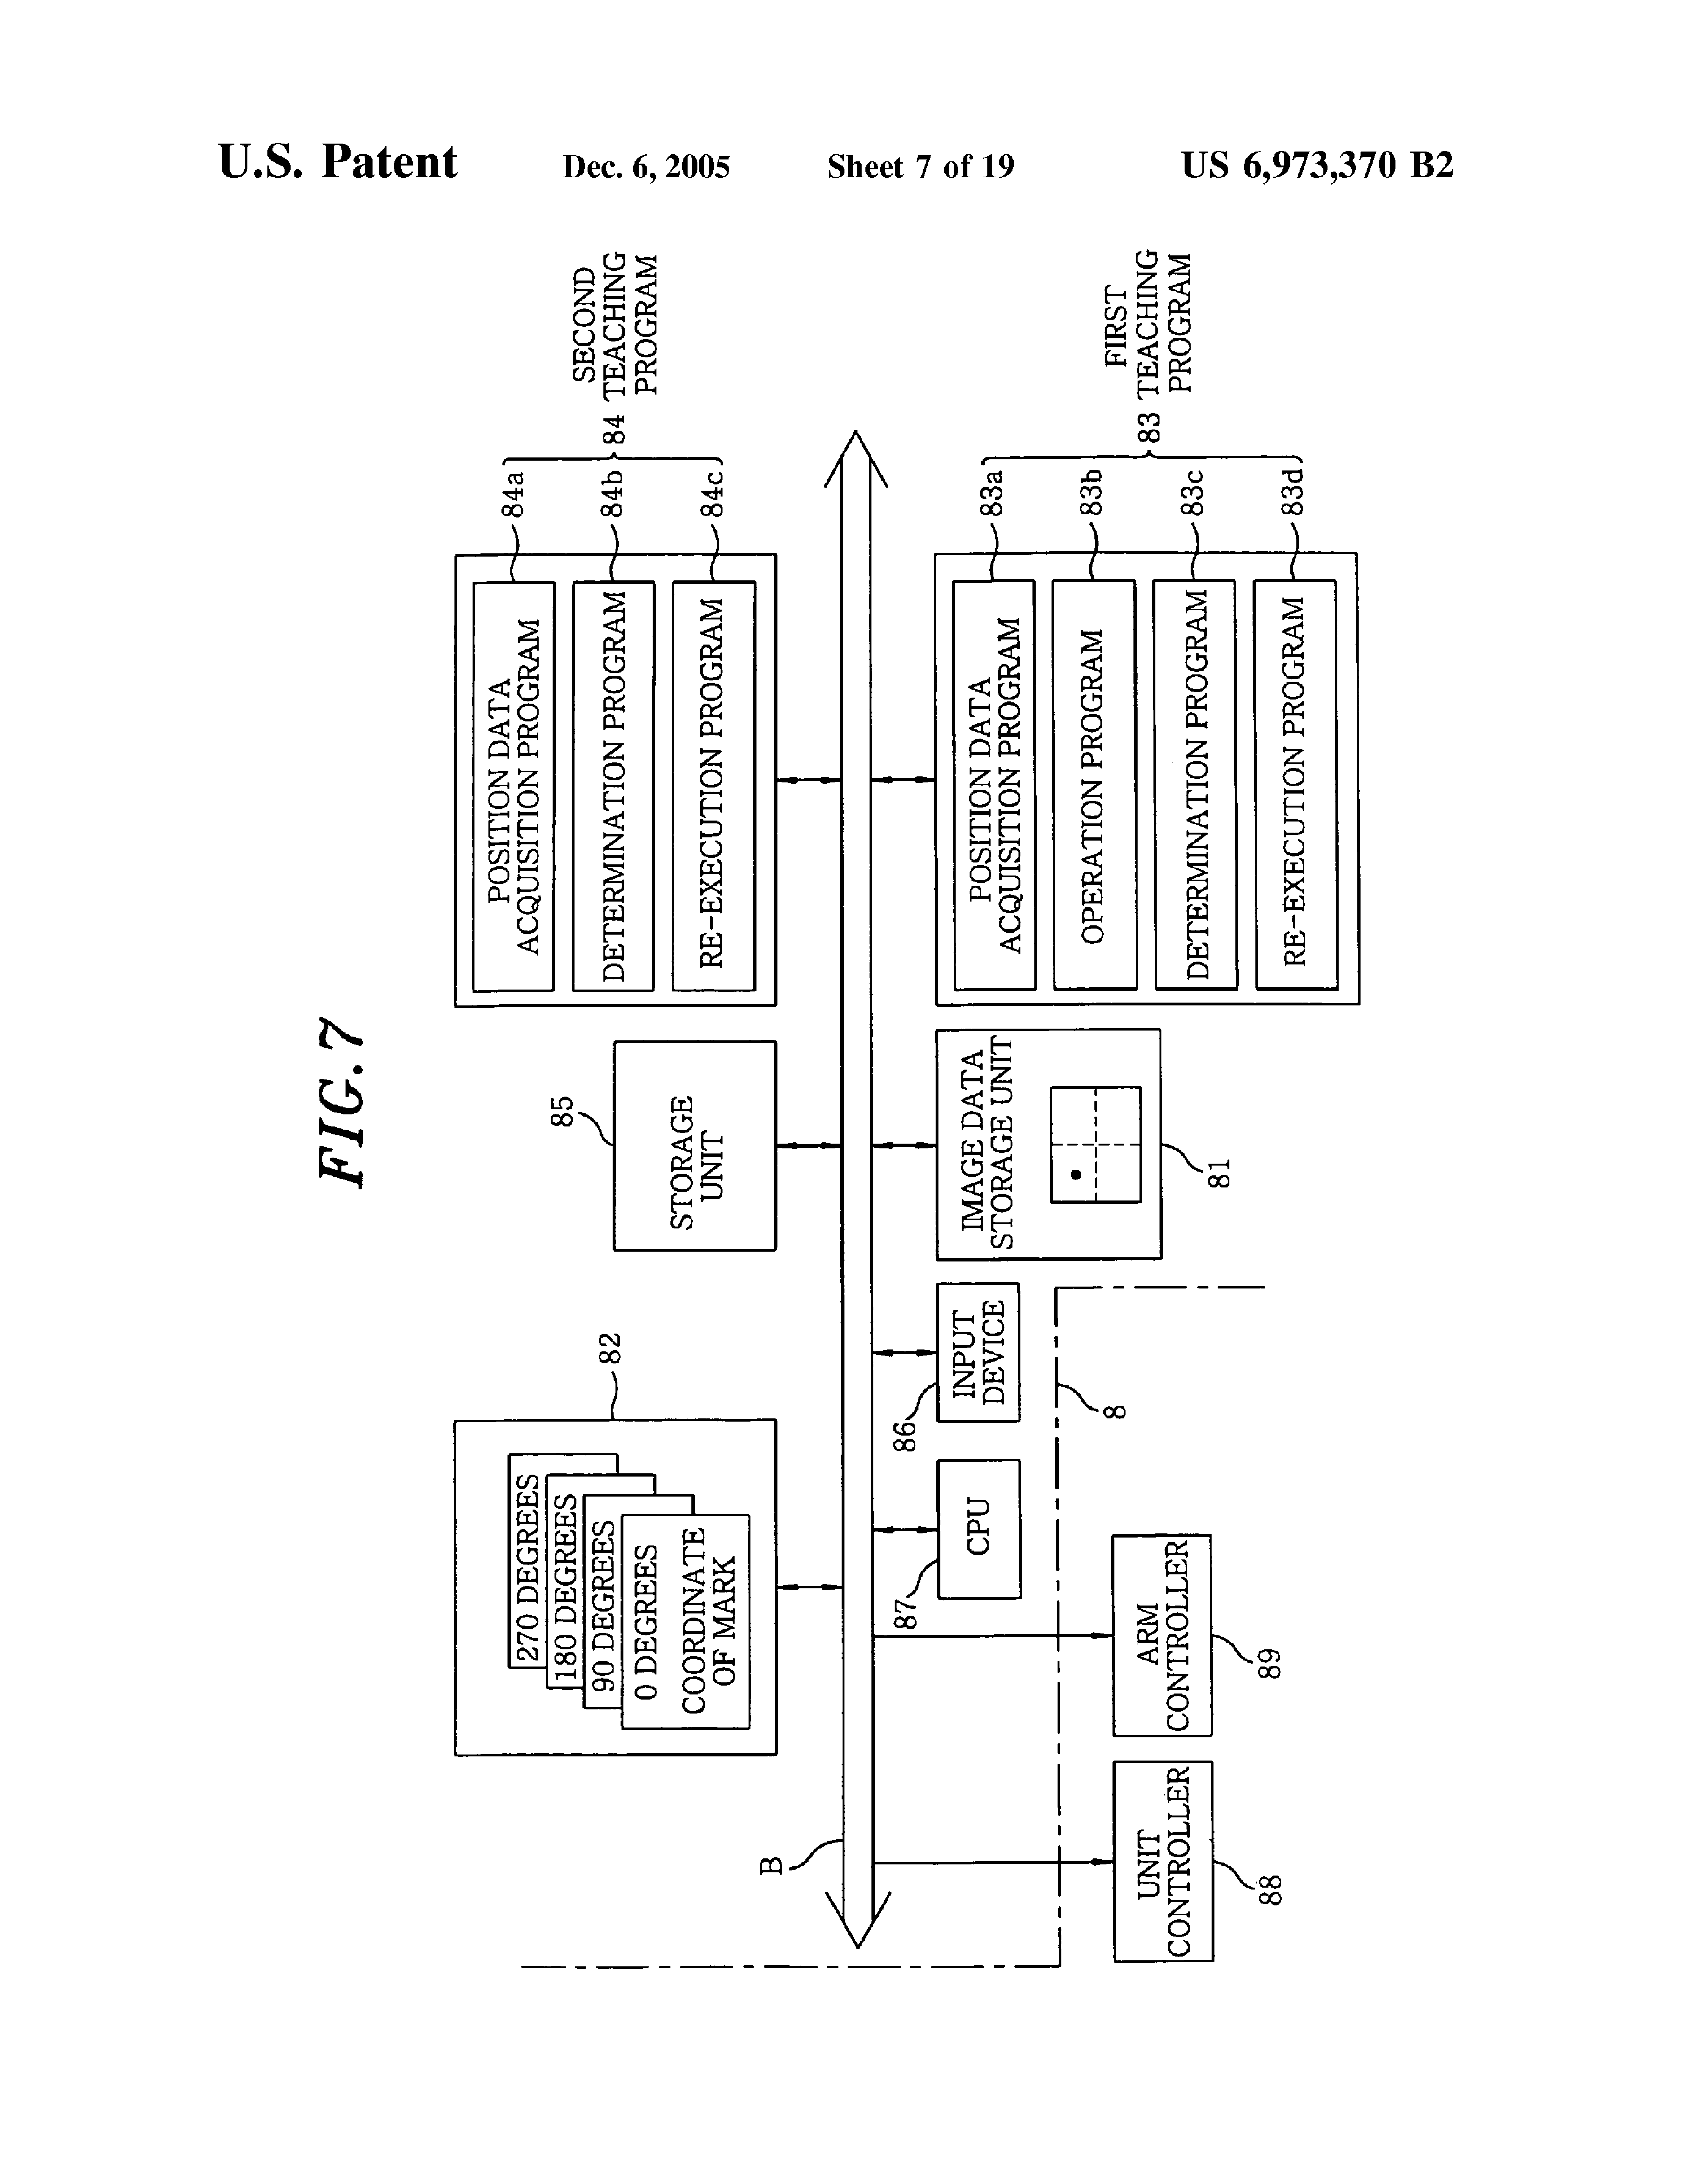 U.S. Patent Dec. 6, 2005 Sheet 7 of 19 US 6,973,370 B2
FIG.7
270 DEGREES
180 DEGREES
90 DEGREES
0 DEGREES
COORDINATE
OF MARK
82
STORAGE
UNIT
85
POSITION DATA
ACQUISITION PROGRAM
84a
DETERMINATION PROGRAM
84b
RE-EXECUTION PROGRAM
84c
SECOND
84 TEACHING
PROGRAM
B
UNIT
CONTROLLER
88
ARM
CONTROLLER
89
CPU
87
INPUT
DEVICE
86
8
IMAGE DATA
STORAGE UNIT
81
POSITION DATA
ACQUISITION PROGRAM
83a
OPERATION PROGRAM
83b
DETERMINATION PROGRAM
83c
RE-EXECUTION PROGRAM
83d
FIRST
83 TEACHING
PROGRAM